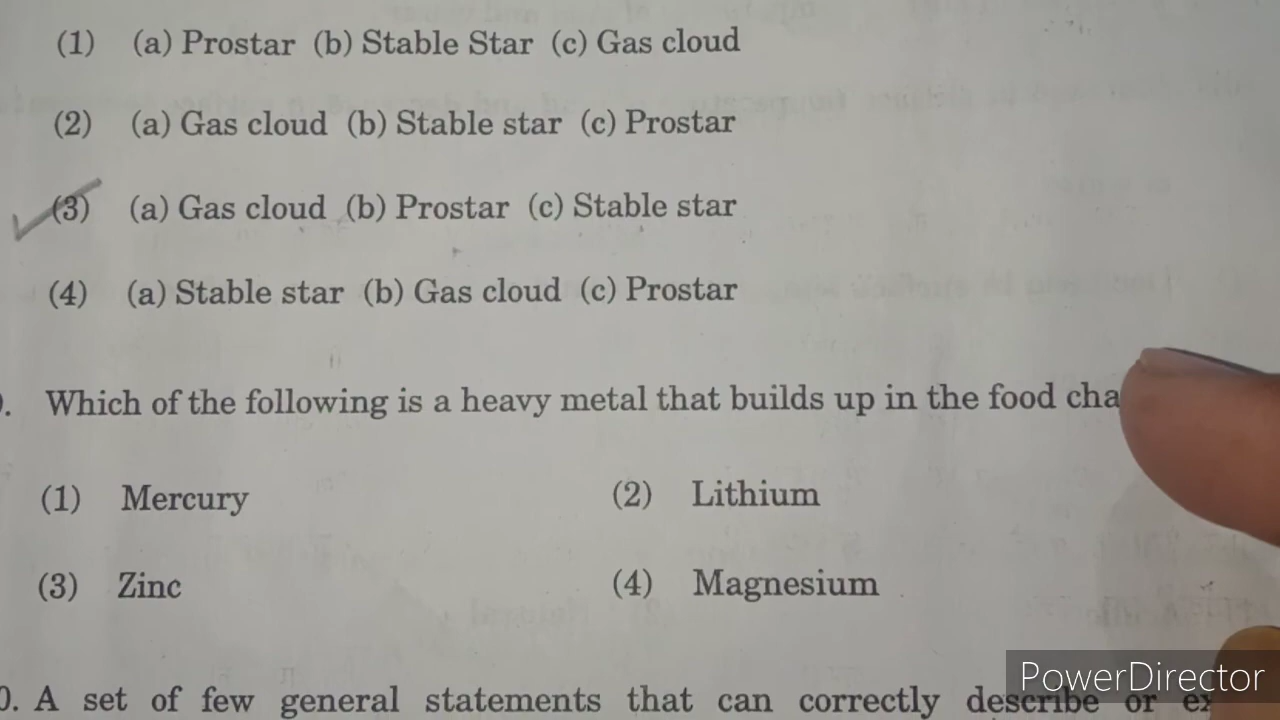 (1) (a) Prostar (b) Stable Star (c) Gas cloud
(2) (a) Gas cloud (b) Stable star (c) Prostar
(3) (a) Gas cloud (b) Prostar (c) Stable star
(4) (a) Stable star (b) Gas cloud (c) Prostar
. Which of the following is a heavy metal that builds up in the food cha
(1) Mercury (2) Lithium
(3) Zinc (4) Magnesium
0. A set of few general statements that can correctly describe or
PowerDirector